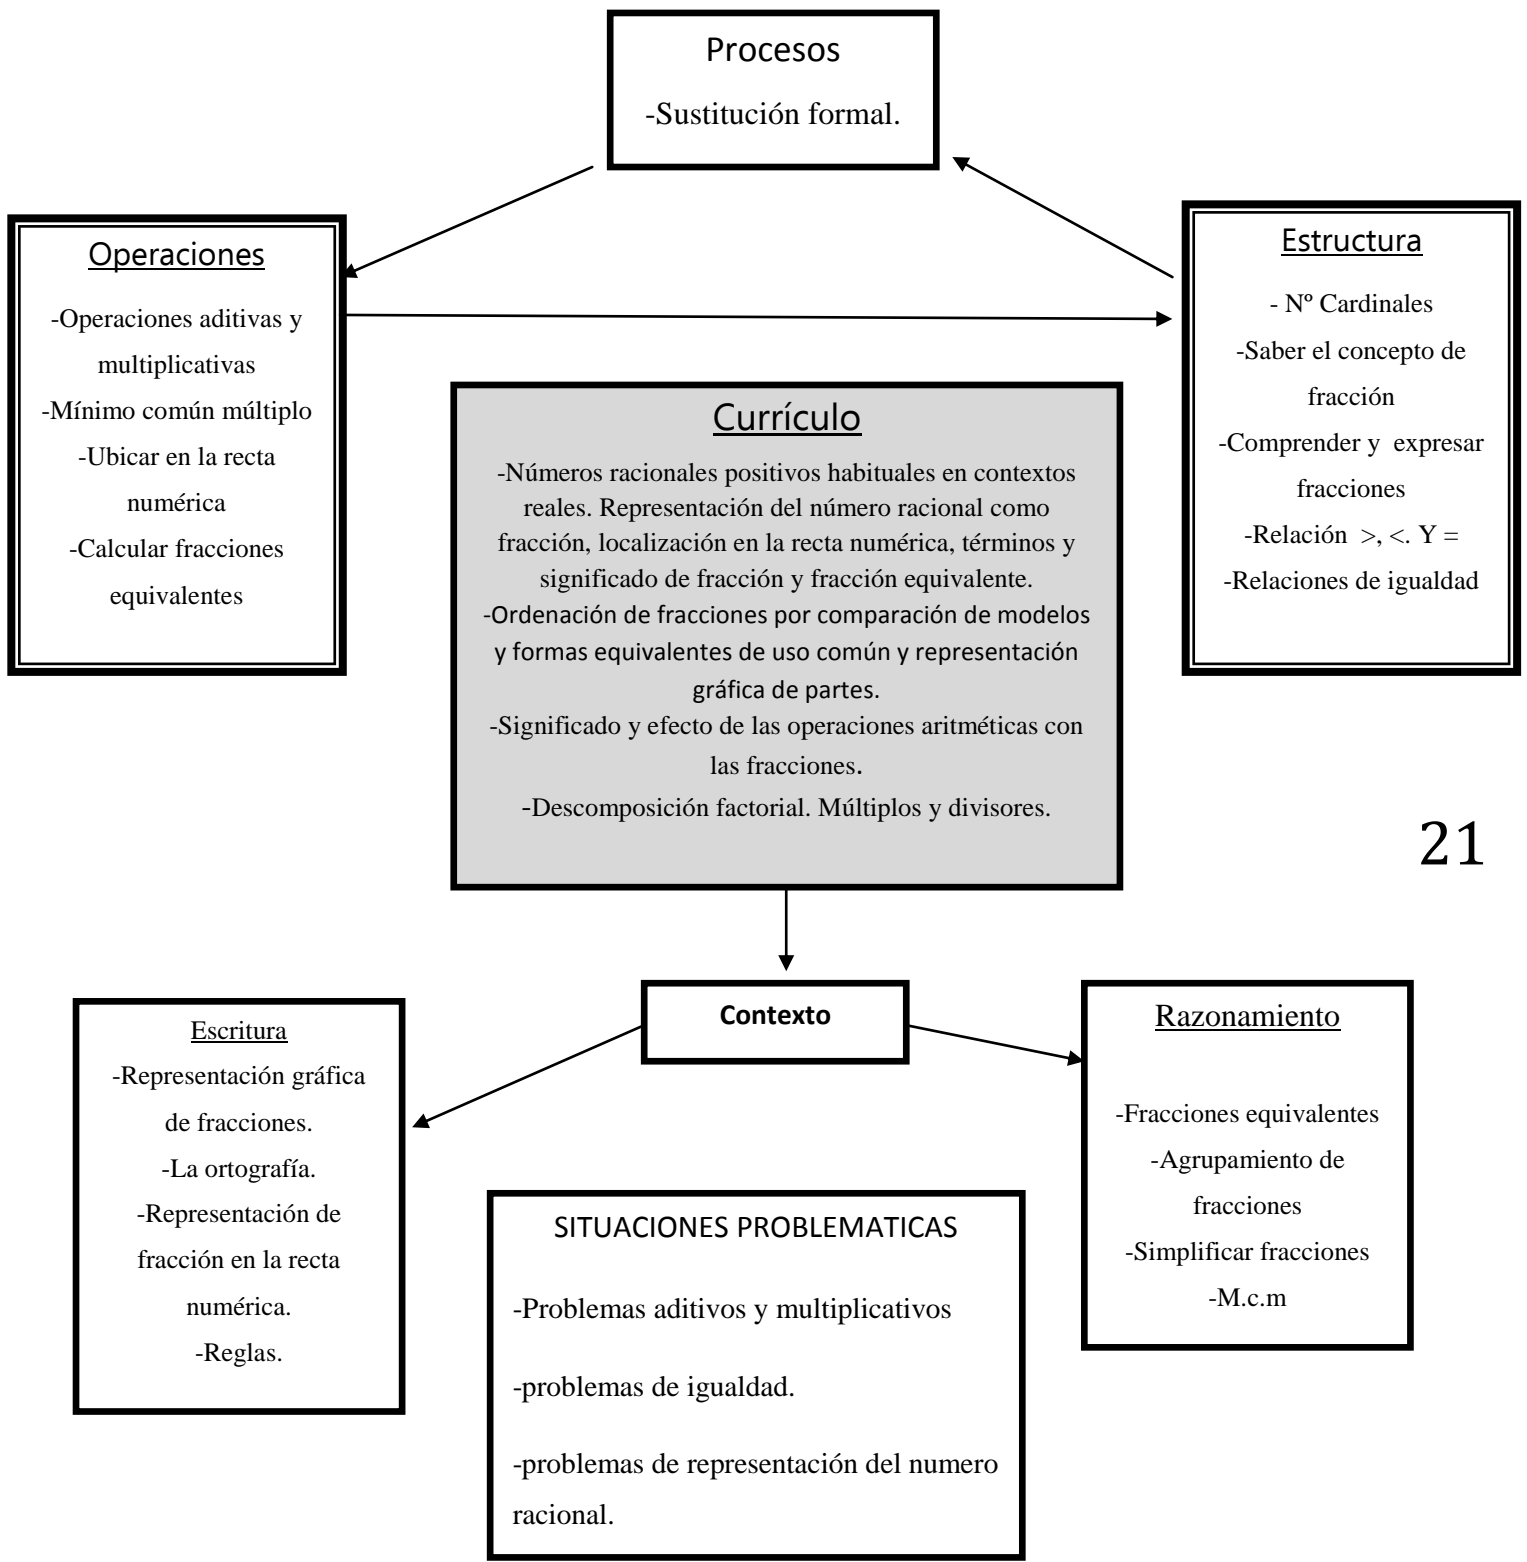 Procesos
-Sustitución formal.
Operaciones
-Operaciones aditivas y
multiplicativas
-Mínimo común múltiplo
-Ubicar en la recta
numérica
-Calcular fracciones
equivalentes
Estructura
- Nº Cardinales
-Saber el concepto de
fracción
-Comprender y expresar
fracciones
-Relación >, <. Y =
-Relaciones de igualdad
Currículo
-Números racionales positivos habituales en contextos
reales. Representación del número racional como
fracción, localización en la recta numérica, términos y
significado de fracción y fracción equivalente.
-Ordenación de fracciones por comparación de modelos
y formas equivalentes de uso común y representación
gráfica de partes.
-Significado y efecto de las operaciones aritméticas con
las fracciones.
-Descomposición factorial. Múltiplos y divisores.
21
Contexto
Escritura
-Representación gráfica
de fracciones.
-La ortografía.
-Representación de
fracción en la recta
numérica.
-Reglas.
Razonamiento
-Fracciones equivalentes
-Agrupamiento de
fracciones
-Simplificar fracciones
-M.c.m
SITUACIONES PROBLEMATICAS
-Problemas aditivos y multiplicativos
-problemas de igualdad.
-problemas de representación del numero
racional.